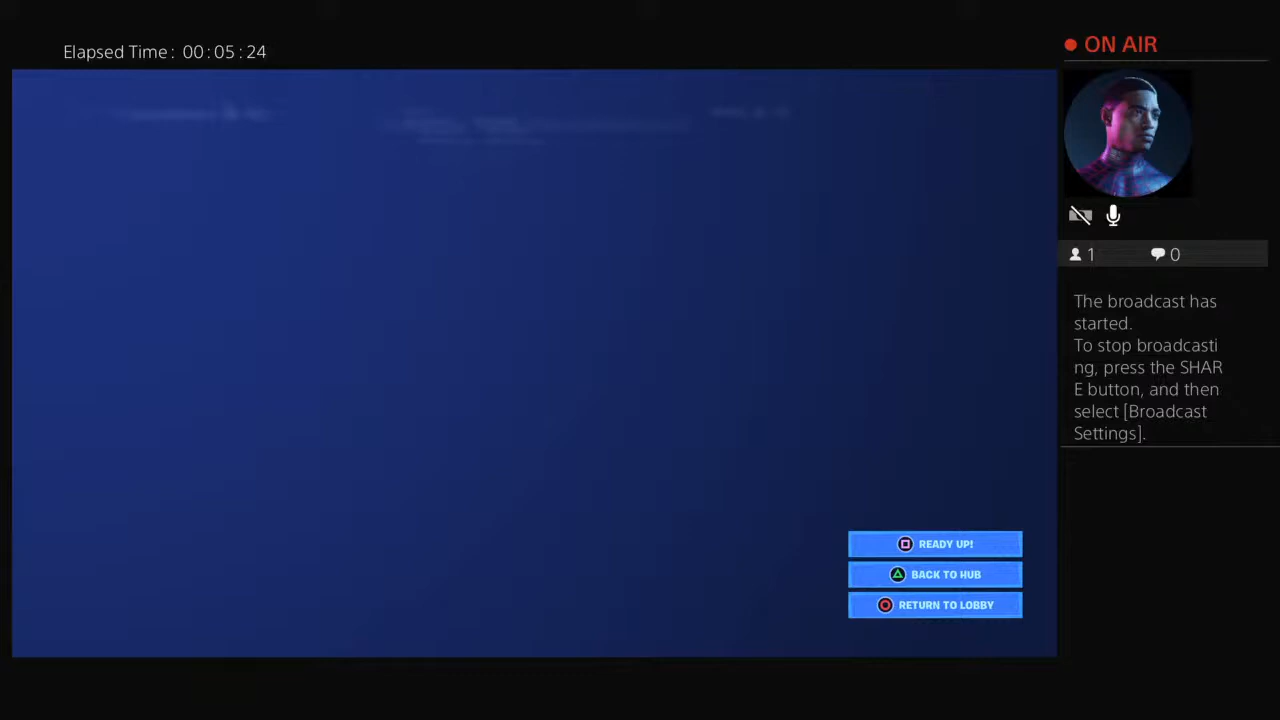 Elapsed Time: 00:05:24
ON AIR
1
0
The broadcast has
started.
To stop broadcasti
ng, press the SHAR
E button, and then
select [Broadcast
Settings].
READY UP!
BACK TO HUB
RETURN TO LOBBY